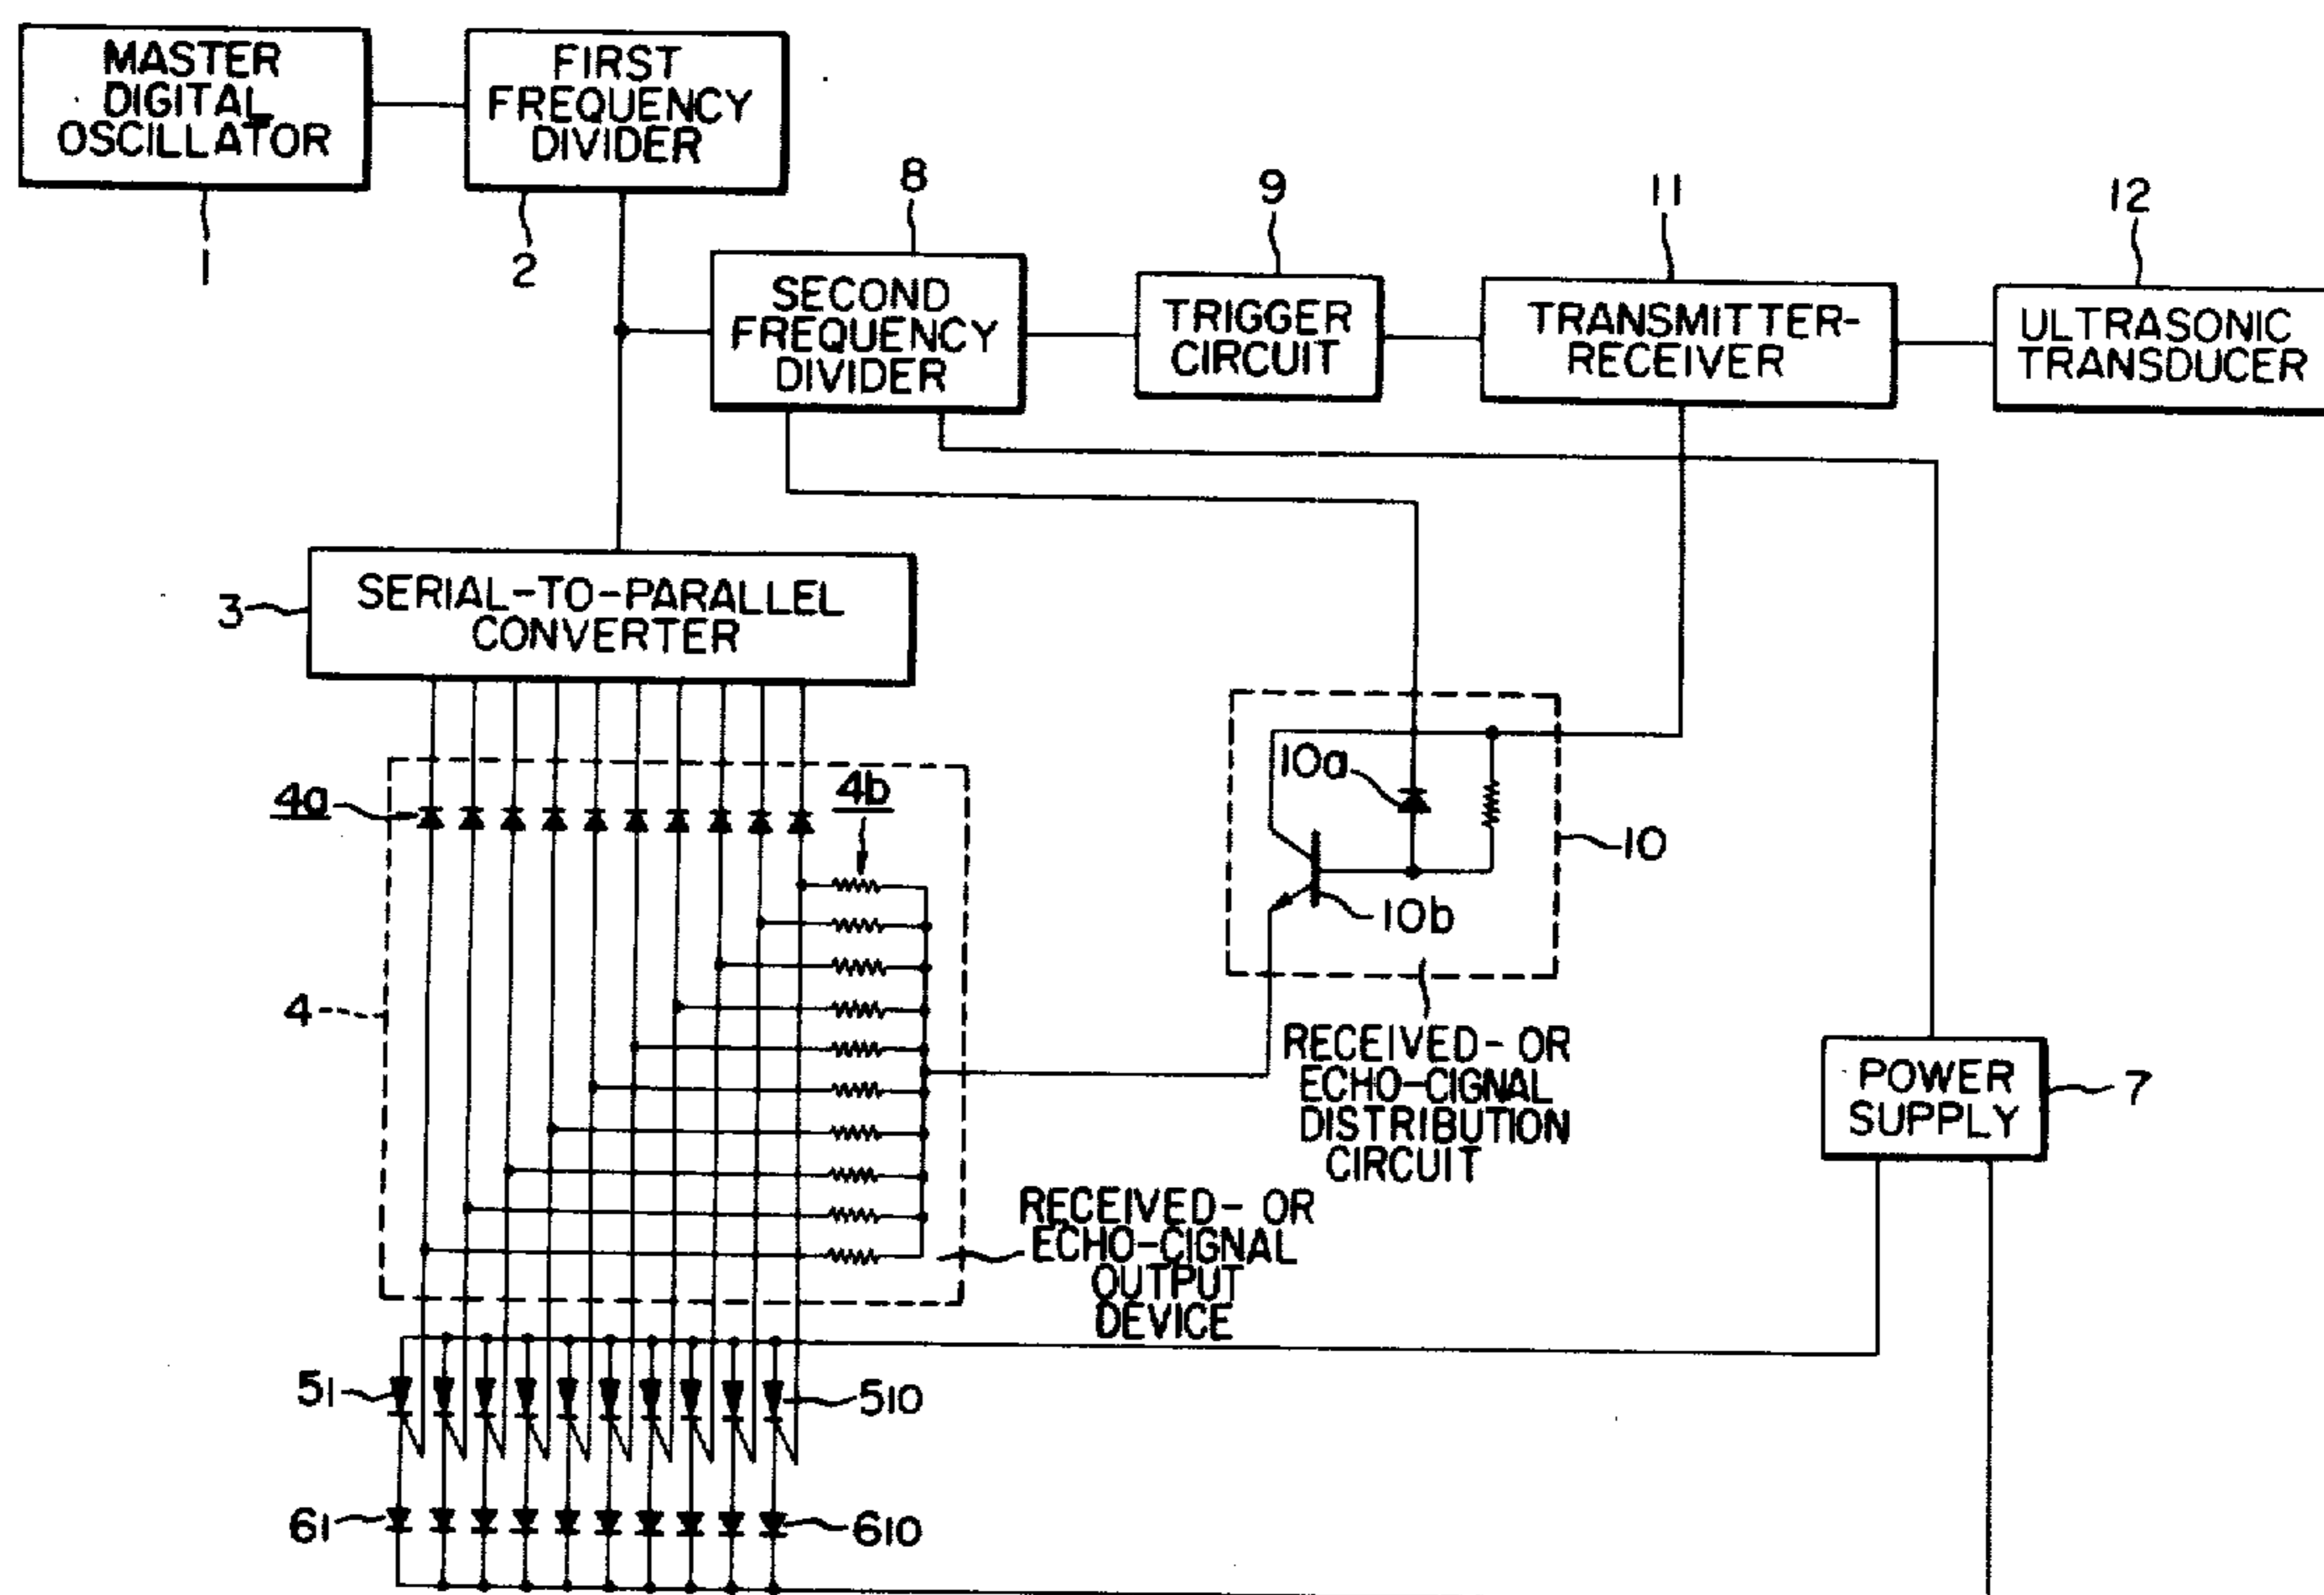 MASTER
DIGITAL
OSCILLATOR
1
FIRST
FREQUENCY
DIVIDER
2
8
SECOND
FREQUENCY
DIVIDER
9
TRIGGER
CIRCUIT
11
TRANSMITTER-
RECEIVER
12
ULTRASONIC
TRANSDUCER
3
SERIAL-TO-PARALLEL
CONVERTER
4a
4b
4
10a
10b
10
RECEIVED- OR
ECHO-CIGNAL
DISTRIBUTION
CIRCUIT
RECEIVED- OR
ECHO-CIGNAL
OUTPUT
DEVICE
POWER
SUPPLY
7
51
510
61
610